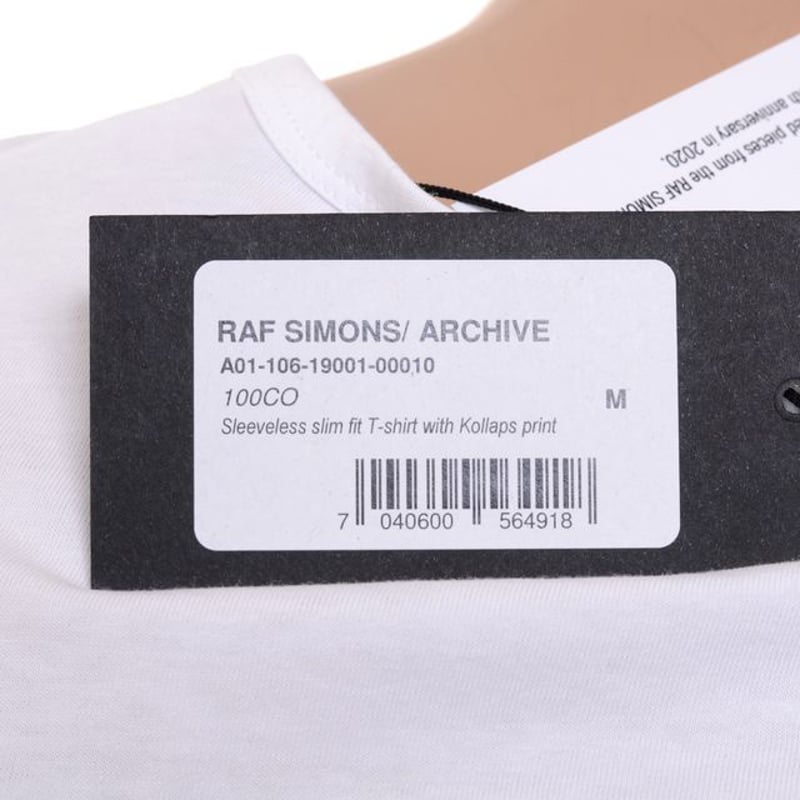 RAF SIMONS/ ARCHIVE
A01-106-19001-00010
100CO
M
Sleeveless slim fit T-shirt with Kollaps print
7 040600 564918
pieces from the RAF SIMO
anniversary in 2020.